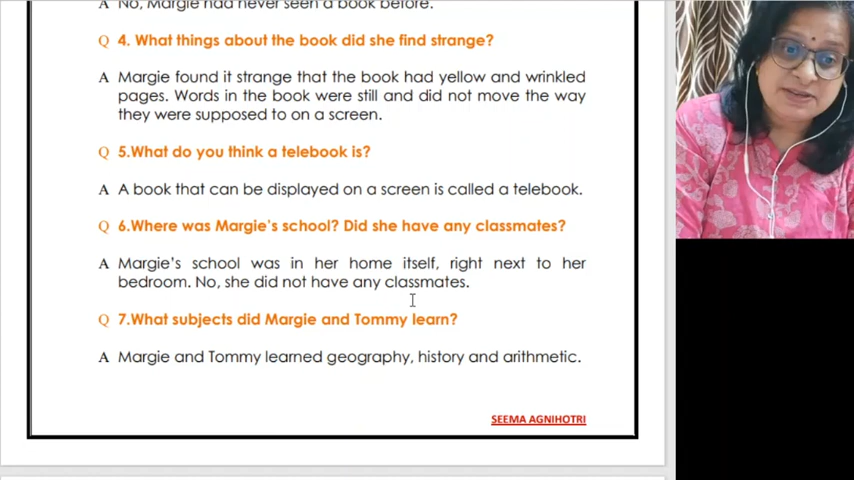 A No, Margie had never seen a book before.
Q 4. What things about the book did she find strange?
A Margie found it strange that the book had yellow and wrinkled
pages. Words in the book were still and did not move the way
they were supposed to on a screen.
Q 5.What do you think a telebook is?
A A book that can be displayed on a screen is called a telebook.
Q 6.Where was Margie's school? Did she have any classmates?
A Margie's school was in her home itself, right next to her
bedroom. No, she did not have any classmates.
Q 7.What subjects did Margie and Tommy learn?
A Margie and Tommy learned geography, history and arithmetic.
SEEMA AGNIHOTRI